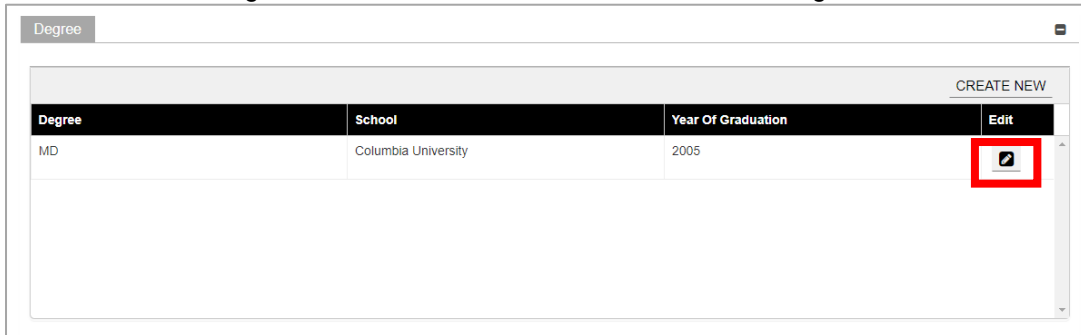 Degree
CREATE NEW
Degree School Year Of Graduation Edit
MD Columbia University 2005